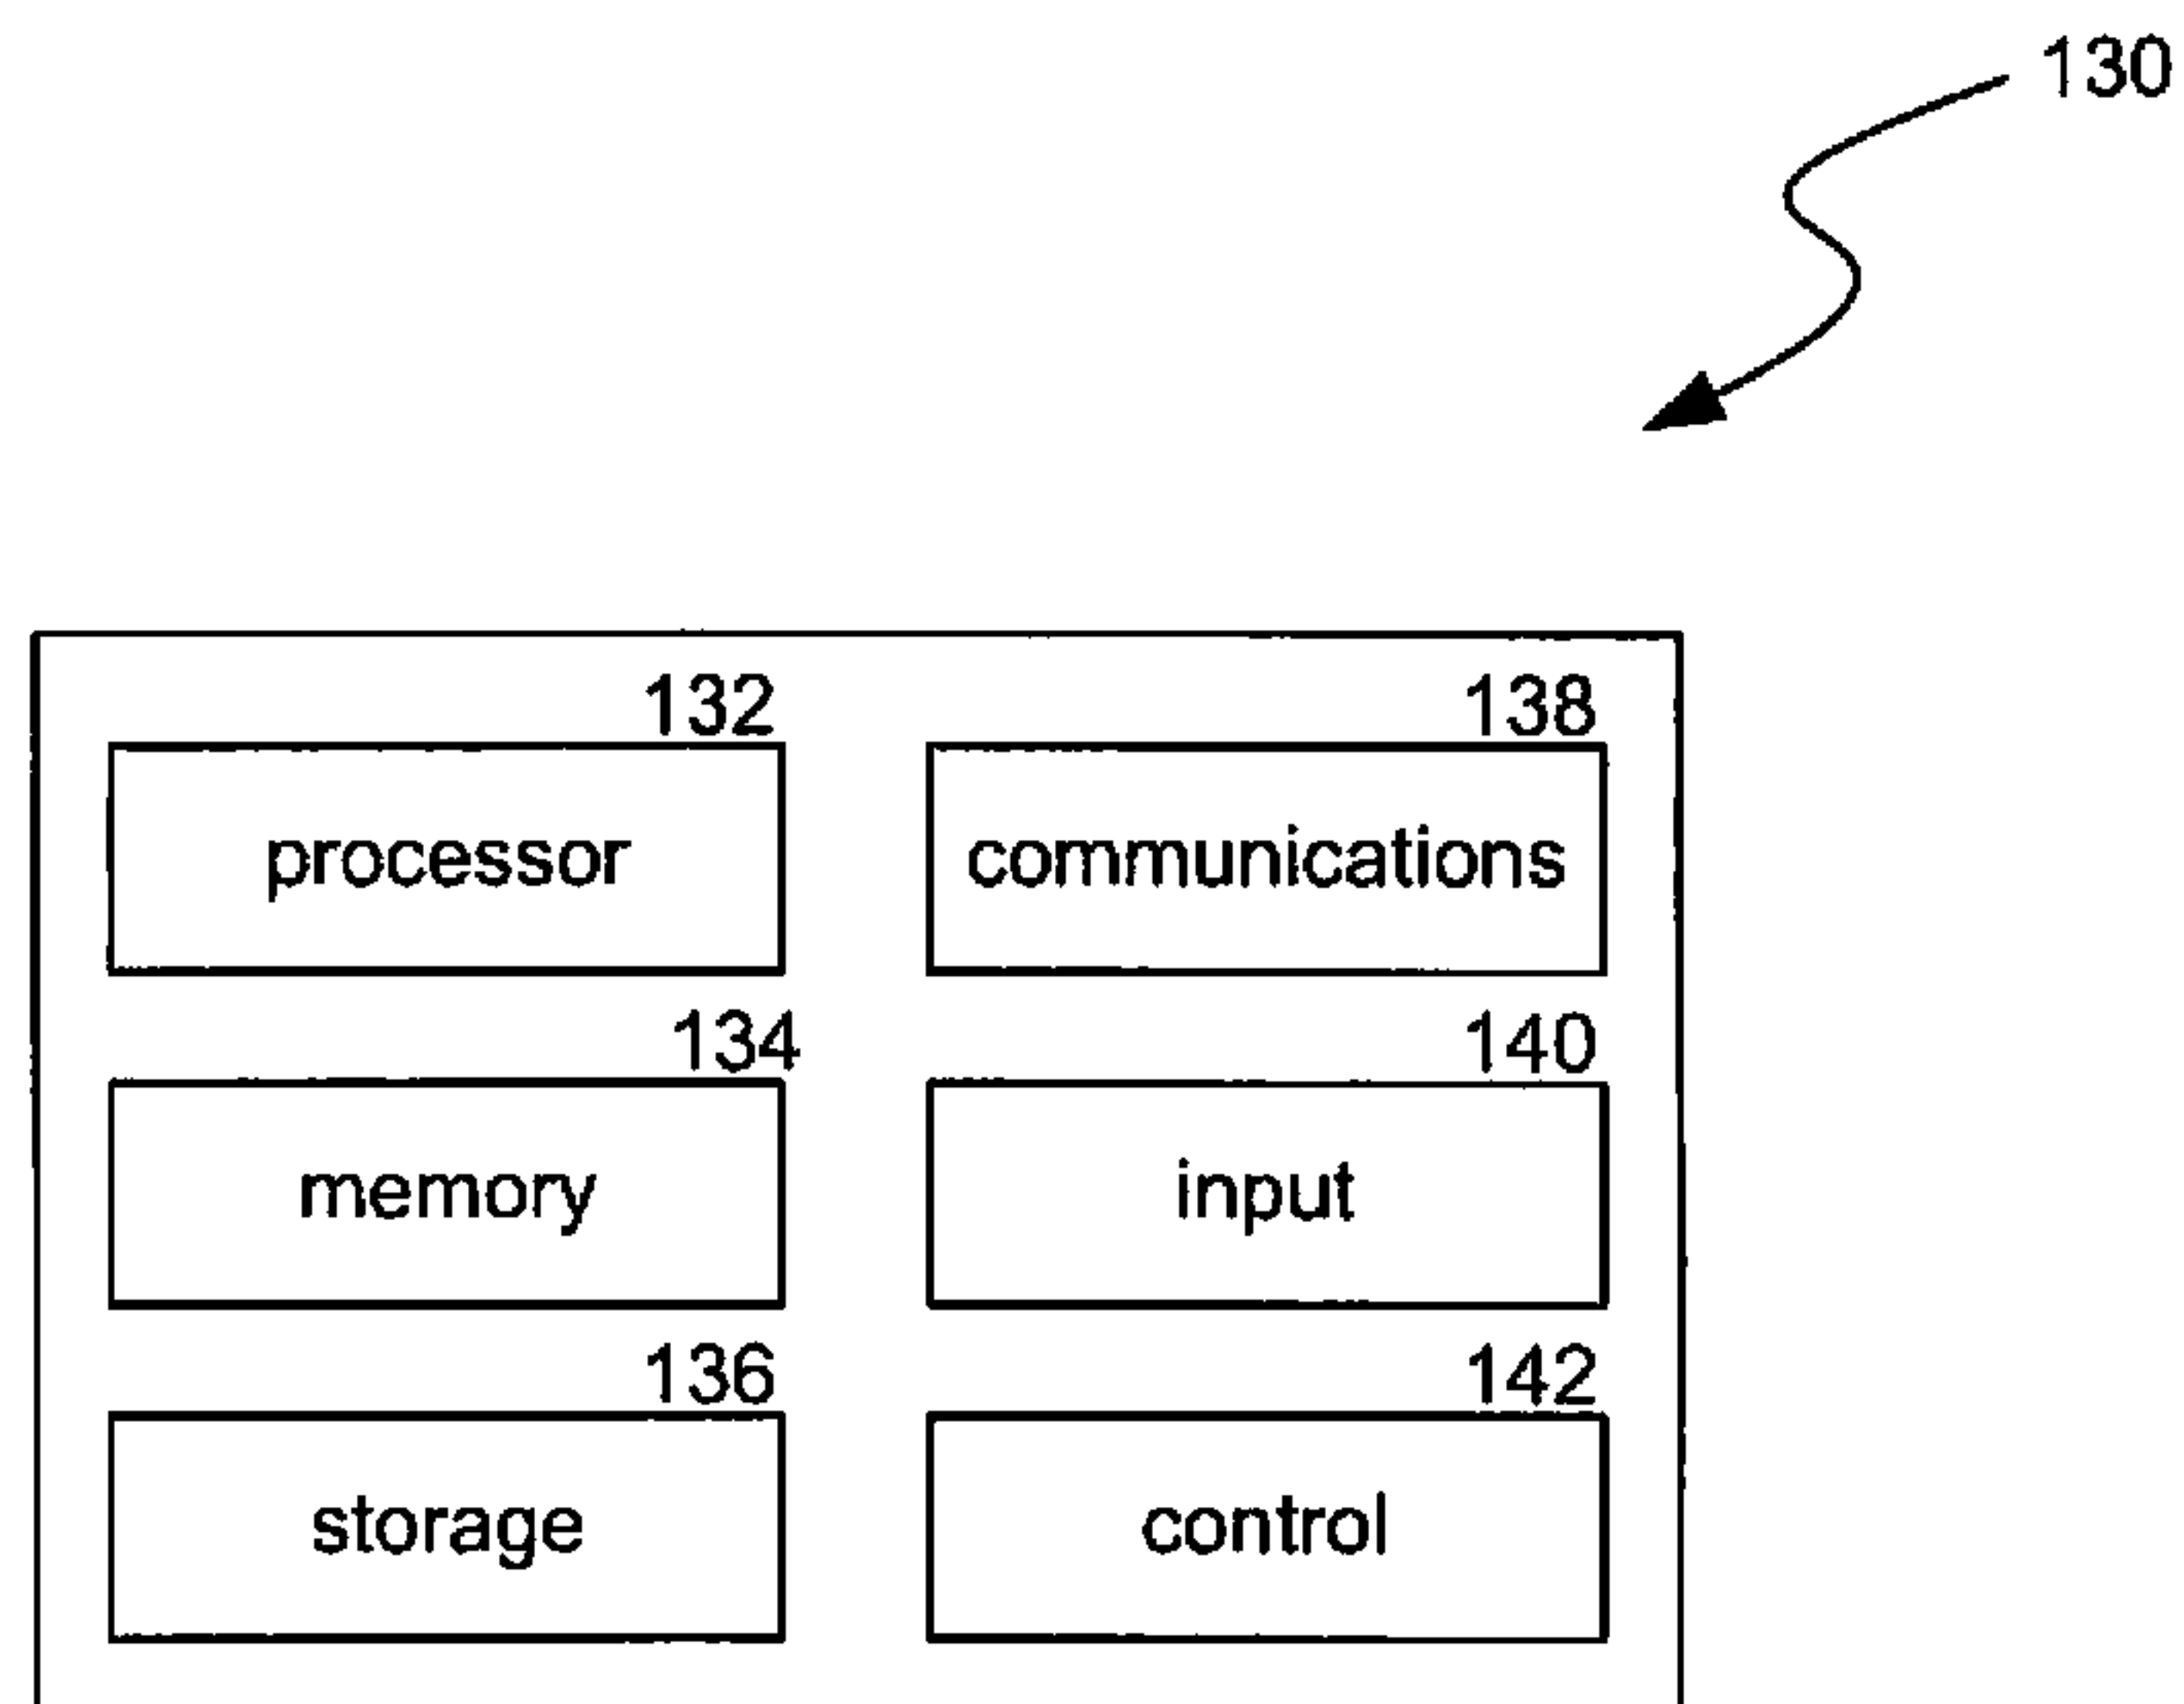 130
132 138
processor communications
134 140
memory input
136 142
storage control